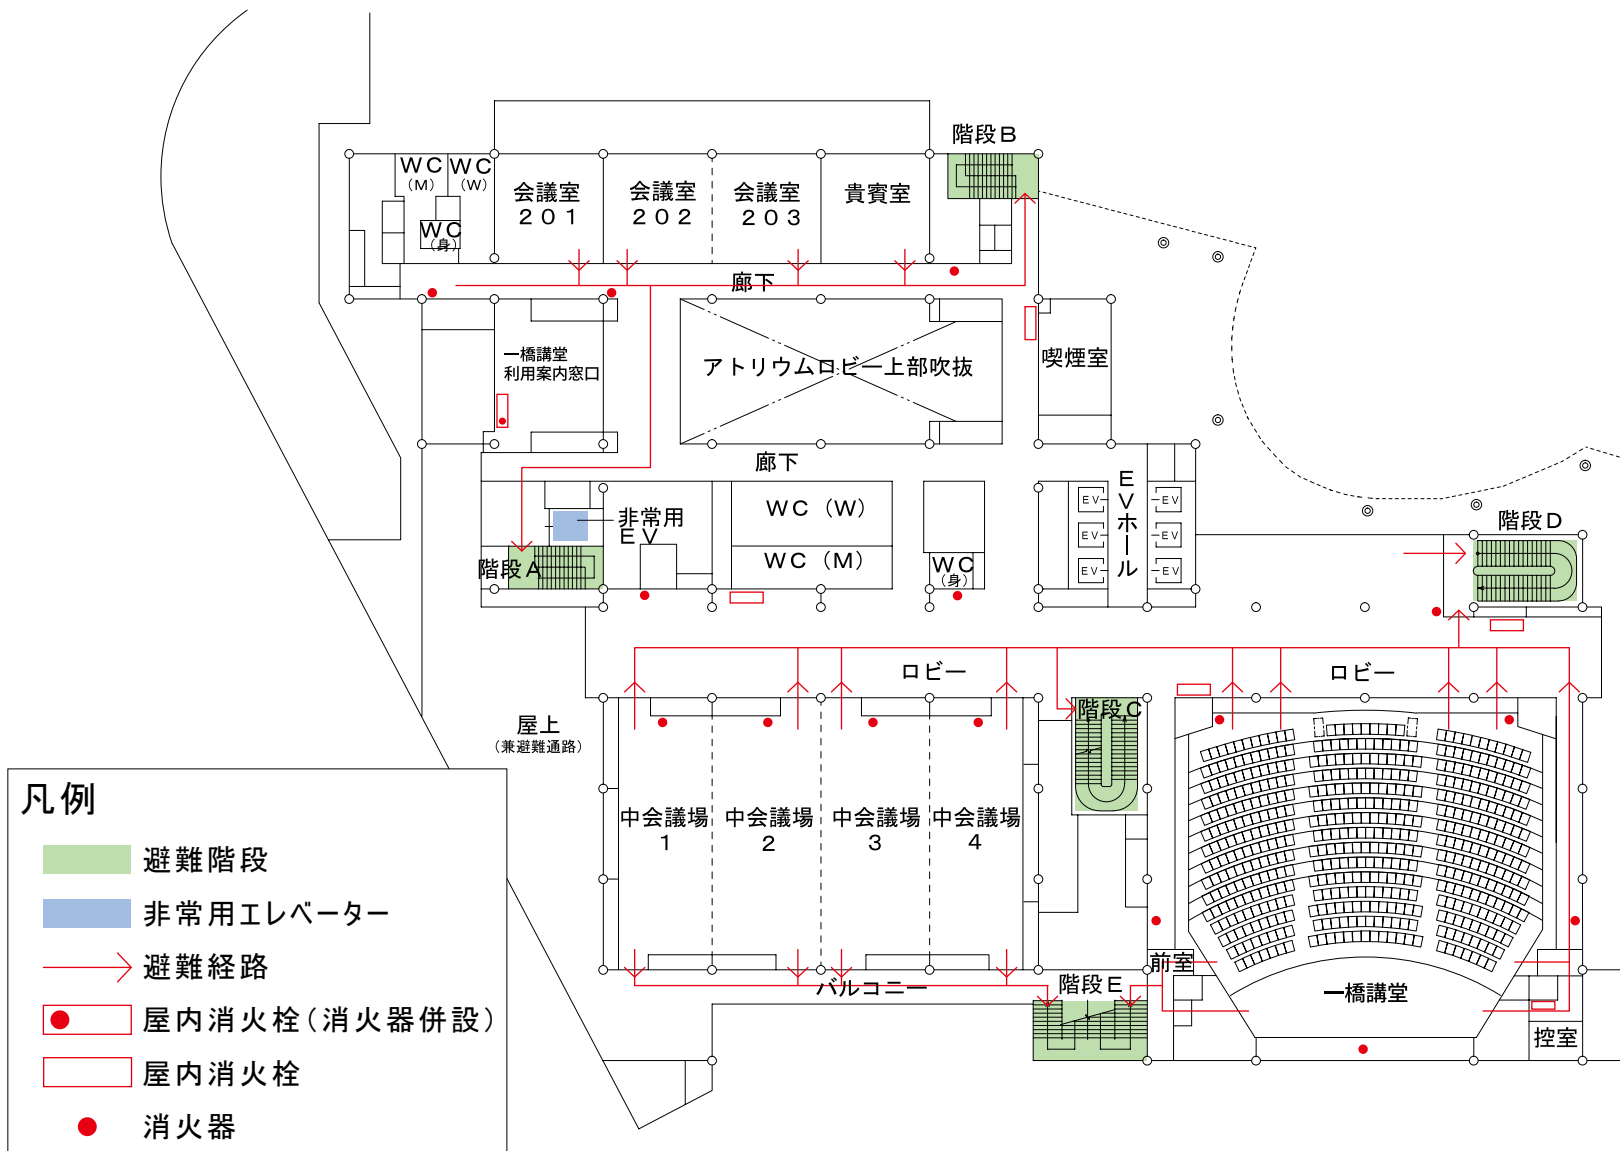 階段B
WC
(M)
WC
(W)
WC
(身)
会議室
201
会議室
202
会議室
203
貴賓室
廊下
一橋講堂
利用案内窓口
アトリウムロビー上部吹抜
喫煙室
廊下
非常用
EV
階段A
WC(W)
WC(M)
WC
(身)
EVホール
EV
EV
EV
EV
EV
EV
階段D
ロビー
ロビー
屋上
(兼避難通路)
階段C
中会議場
1
中会議場
2
中会議場
3
中会議場
4
バルコニー
階段E
前室
一橋講堂
控室
凡例
避難階段
非常用エレベーター
避難経路
屋内消火栓(消火器併設)
屋内消火栓
消火器